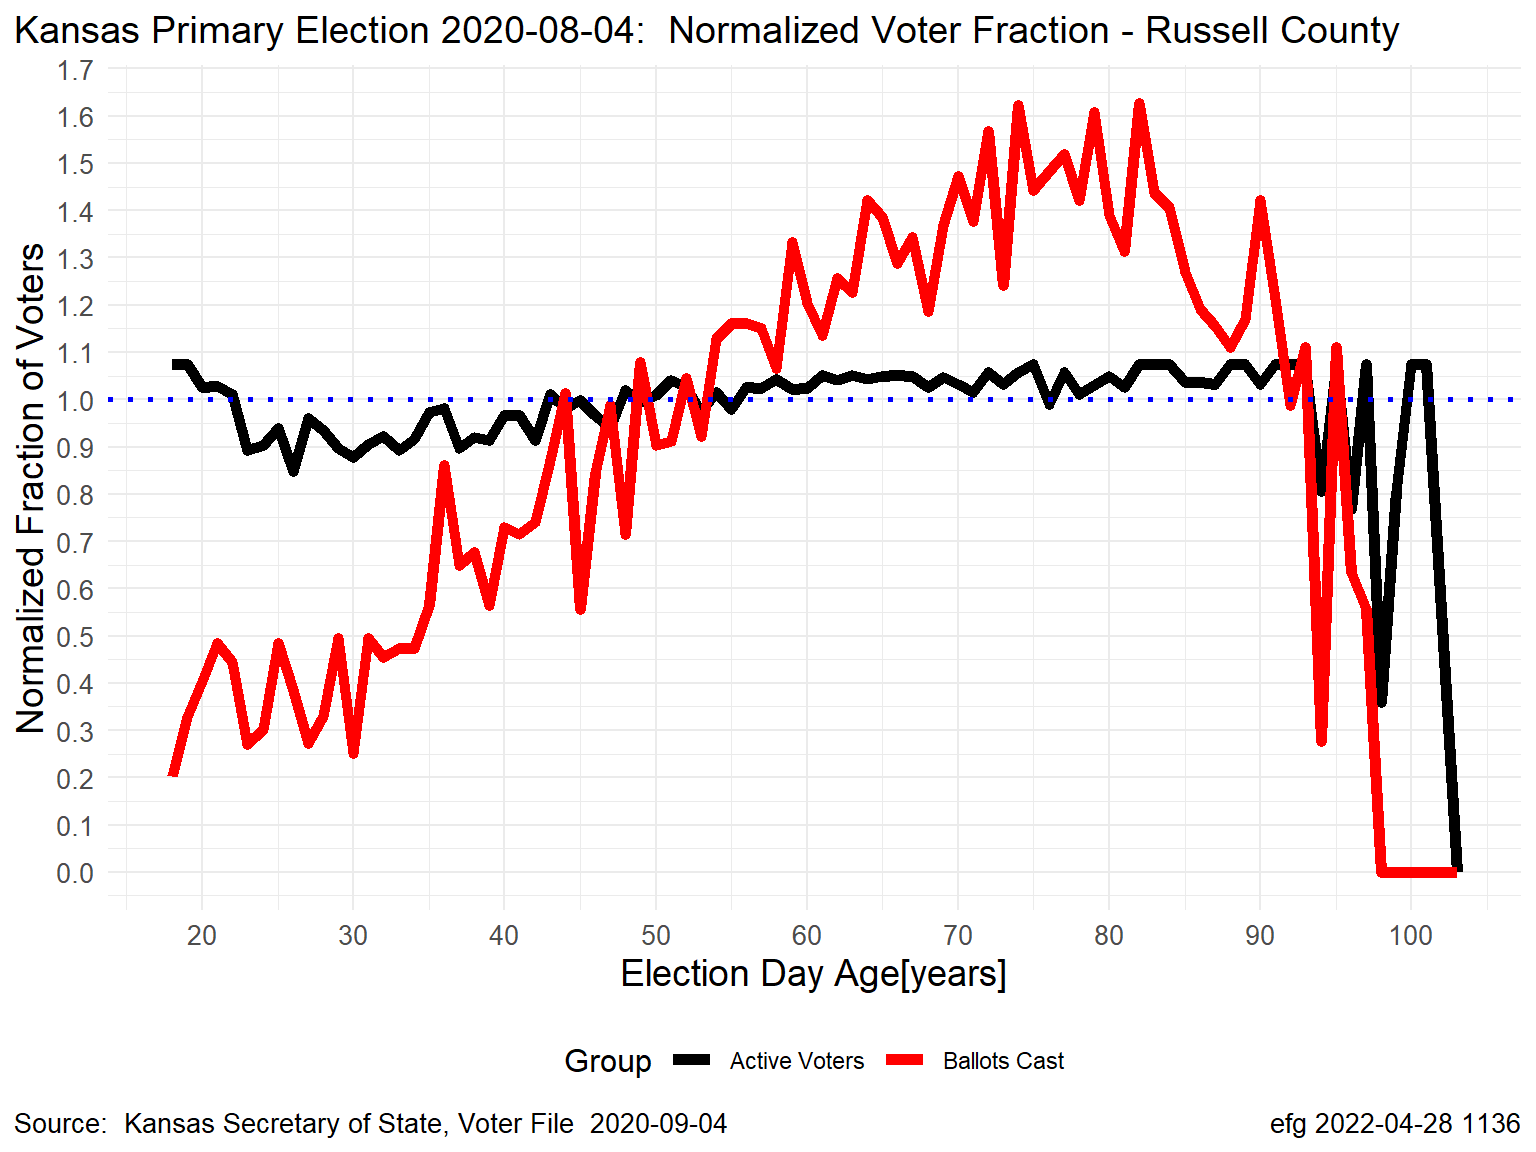 Kansas Primary Election 2020-08-04:  Normalized Voter Fraction - Russell County
Normalized Fraction of Voters
1.7
1.6
1.5
1.4
1.3
1.2
1.1
1.0
0.9
0.8
0.7
0.6
0.5
0.4
0.3
0.2
0.1
0.0
20 30 40 50 60 70 80 90 100
Election Day Age[years]
Group Active Voters Ballots Cast
Source:  Kansas Secretary of State, Voter File  2020-09-04
efg 2022-04-28 1136